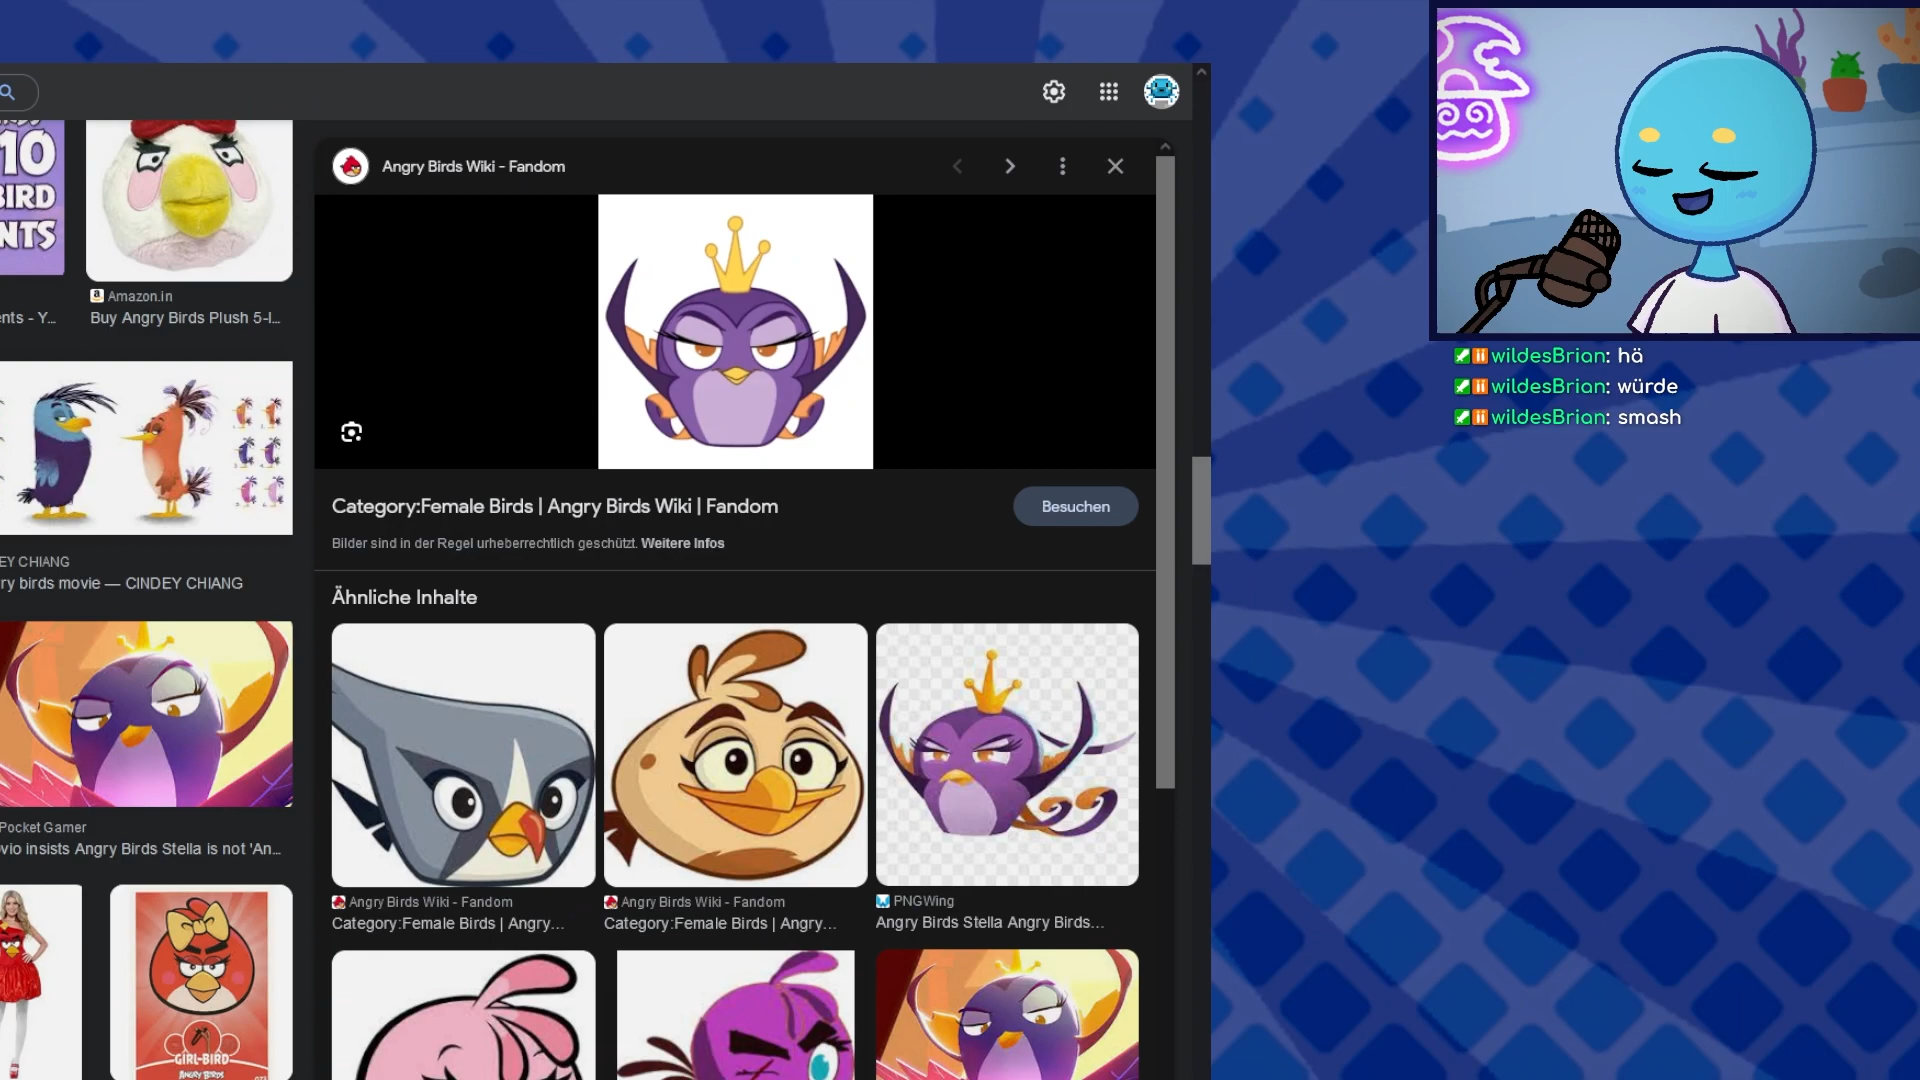 10
BIRD
NTS
nts - Y...
Amazon.in
Buy Angry Birds Plush 5-I...
EY CHIANG
ry birds movie — CINDEY CHIANG
Pocket Gamer
vio insists Angry Birds Stella is not 'An...
GIRL-BIRD
ANGRY BIRDS
Angry Birds Wiki - Fandom
Category:Female Birds | Angry Birds Wiki | Fandom
Besuchen
Bilder sind in der Regel urheberrechtlich geschützt. Weitere Infos
Ähnliche Inhalte
Angry Birds Wiki - Fandom
Category:Female Birds | Angry...
Angry Birds Wiki - Fandom
Category:Female Birds | Angry...
PNGWing
Angry Birds Stella Angry Birds...
wildesBrian: hä
wildesBrian: würde
wildesBrian: smash